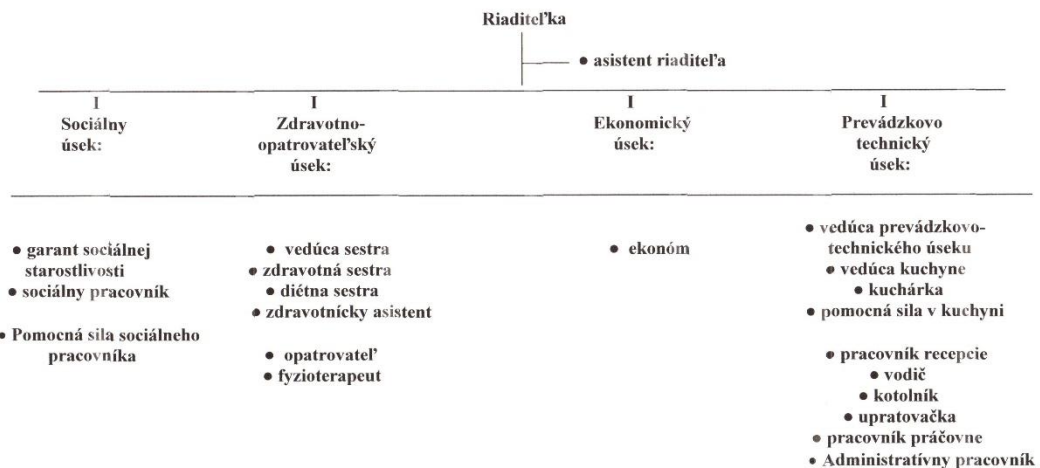 Riaditeľka
● asistent riaditeľa
I
Sociálny
úsek:
I
Zdravotno-
opatrovateľský
úsek:
I
Ekonomický
úsek:
I
Prevádzkovo
technický
úsek:
● garant sociálnej
starostlivosti
● sociálny pracovník
● Pomocná sila sociálneho
pracovníka
● vedúca sestra
● zdravotná sestra
● diétna sestra
● zdravotnícky asistent
● opatrovateľ
● fyzioterapeut
● ekonóm
● vedúca prevádzkovo-
technického úseku
● vedúca kuchyne
● kuchárka
● pomocná sila v kuchyni
● pracovník recepcie
● vodič
● kotolník
● upratovačka
● pracovník práčovne
● Administratívny pracovník